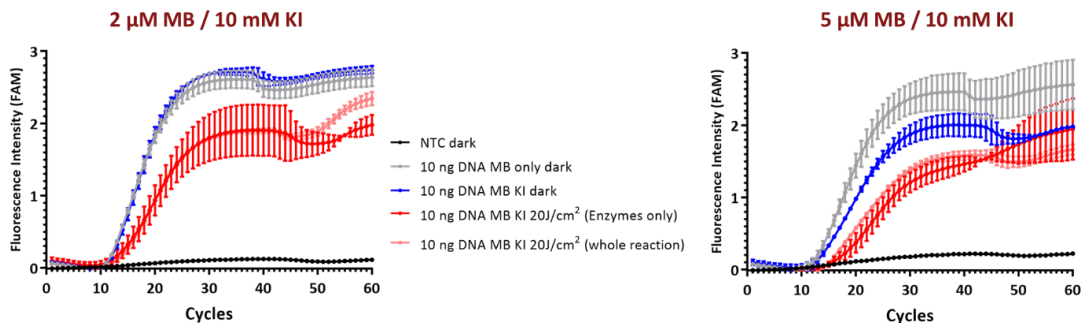 2 µM MB / 10 mM KI
5 µM MB / 10 mM KI
Fluorescence Intensity (FAM)
3
2
1
0
0
10
20
30
40
50
60
Cycles
NTC dark
10 ng DNA MB only dark
10 ng DNA MB KI dark
10 ng DNA MB KI 20J/cm² (Enzymes only)
10 ng DNA MB KI 20J/cm² (whole reaction)
Fluorescence Intensity (FAM)
3
2
1
0
0
10
20
30
40
50
60
Cycles